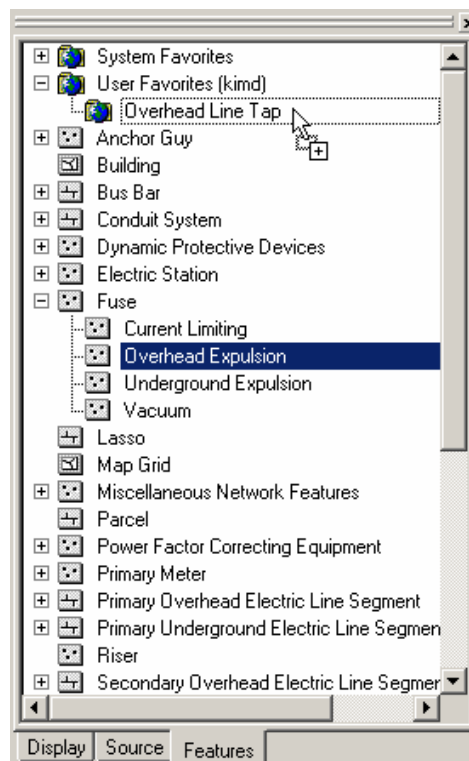 System Favorites
User Favorites (kimd)
Overhead Line Tap
Anchor Guy
Building
Bus Bar
Conduit System
Dynamic Protective Devices
Electric Station
Fuse
Current Limiting
Overhead Expulsion
Underground Expulsion
Vacuum
Lasso
Map Grid
Miscellaneous Network Features
Parcel
Power Factor Correcting Equipment
Primary Meter
Primary Overhead Electric Line Segment
Primary Underground Electric Line Segmen
Riser
Secondary Overhead Electric Line Segmer
Display Source Features